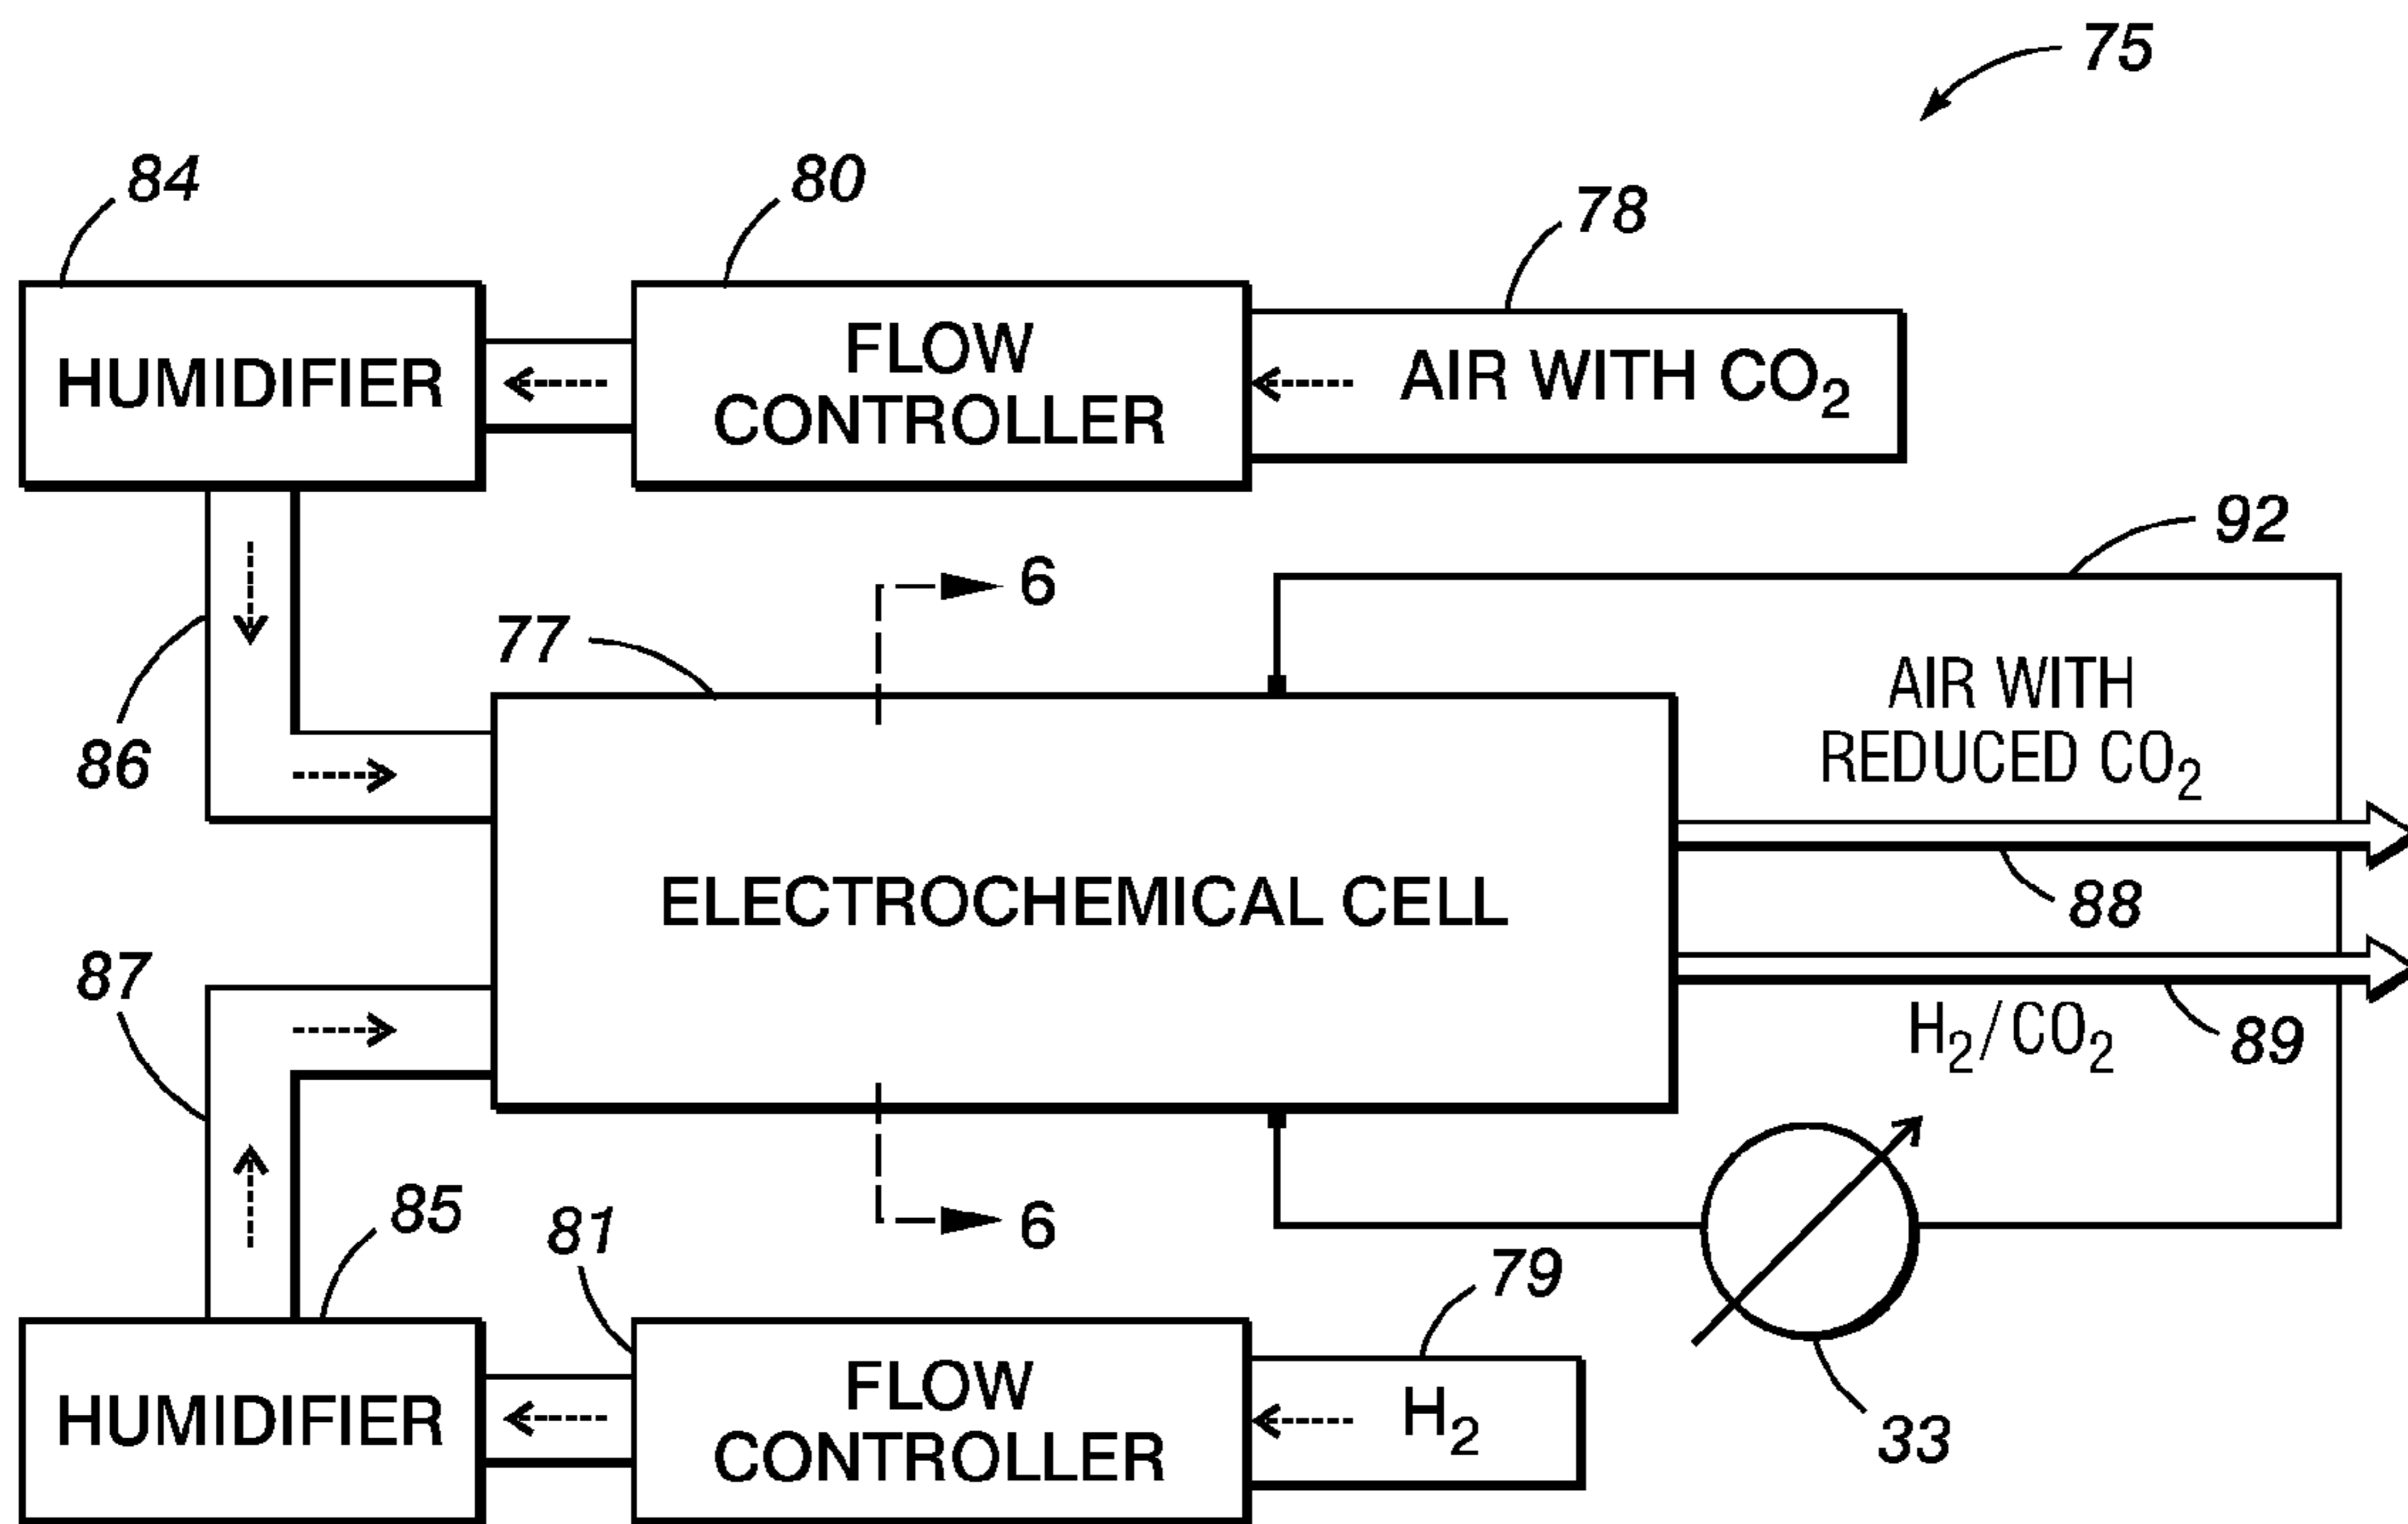 75
84
80
78
HUMIDIFIER
FLOW
CONTROLLER
AIR WITH CO₂
92
6
77
86
AIR WITH
REDUCED CO₂
ELECTROCHEMICAL CELL
88
87
H₂/CO₂
89
85
81
6
79
HUMIDIFIER
FLOW
CONTROLLER
H₂
33